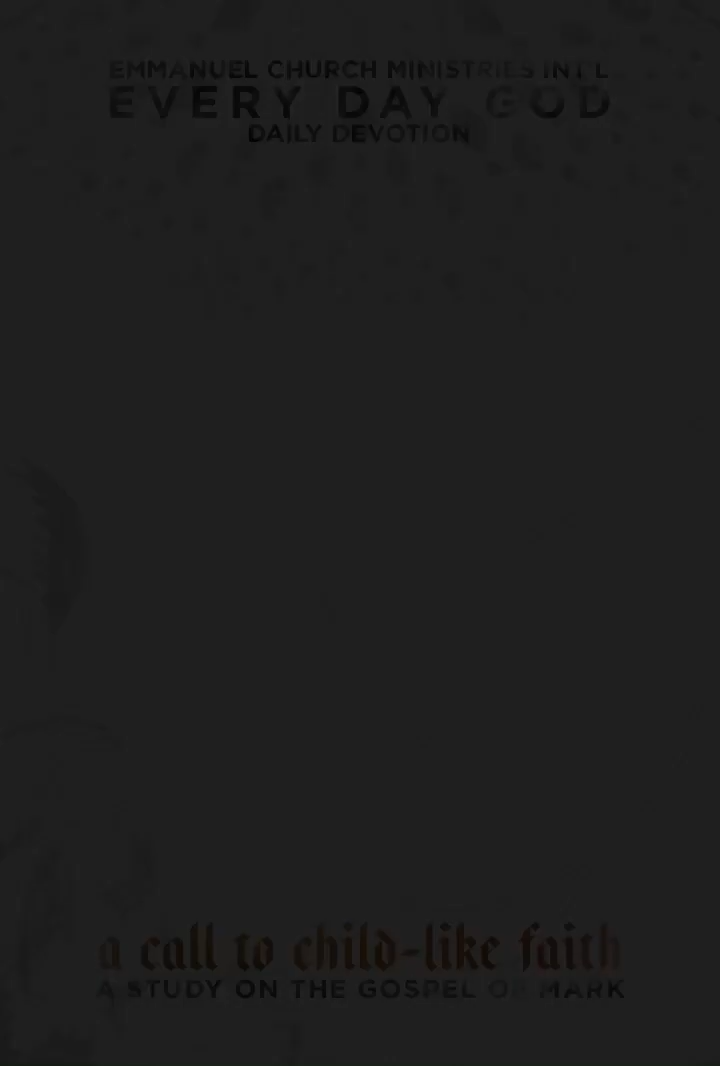 EMMANUEL CHURCH MINISTRIES INT'L
EVERY DAY GOD
DAILY DEVOTION
a call to child-like faith
A STUDY ON THE GOSPEL OF MARK